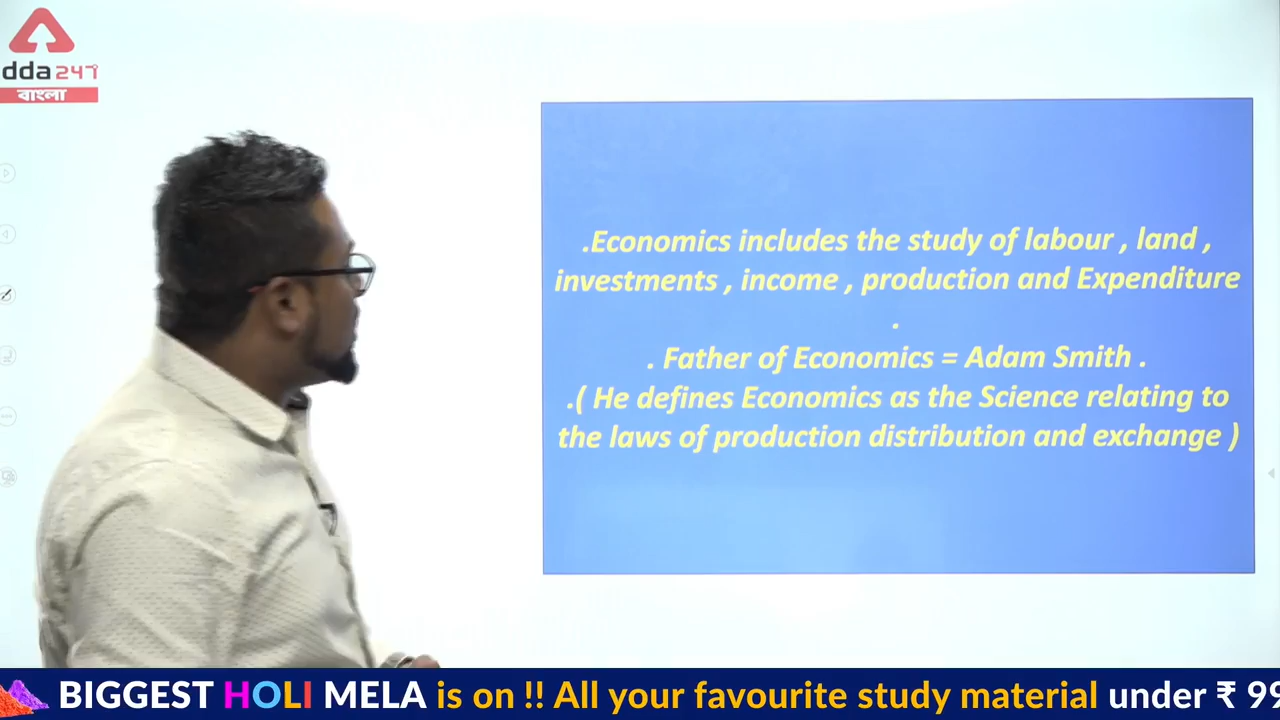 dda 247
বাংলা
.Economics includes the study of labour , land ,
investments , income , production and Expenditure
.
. Father of Economics = Adam Smith .
.( He defines Economics as the Science relating to
the laws of production distribution and exchange )
BIGGEST HOLI MELA is on !! All your favourite study material under ₹ 99